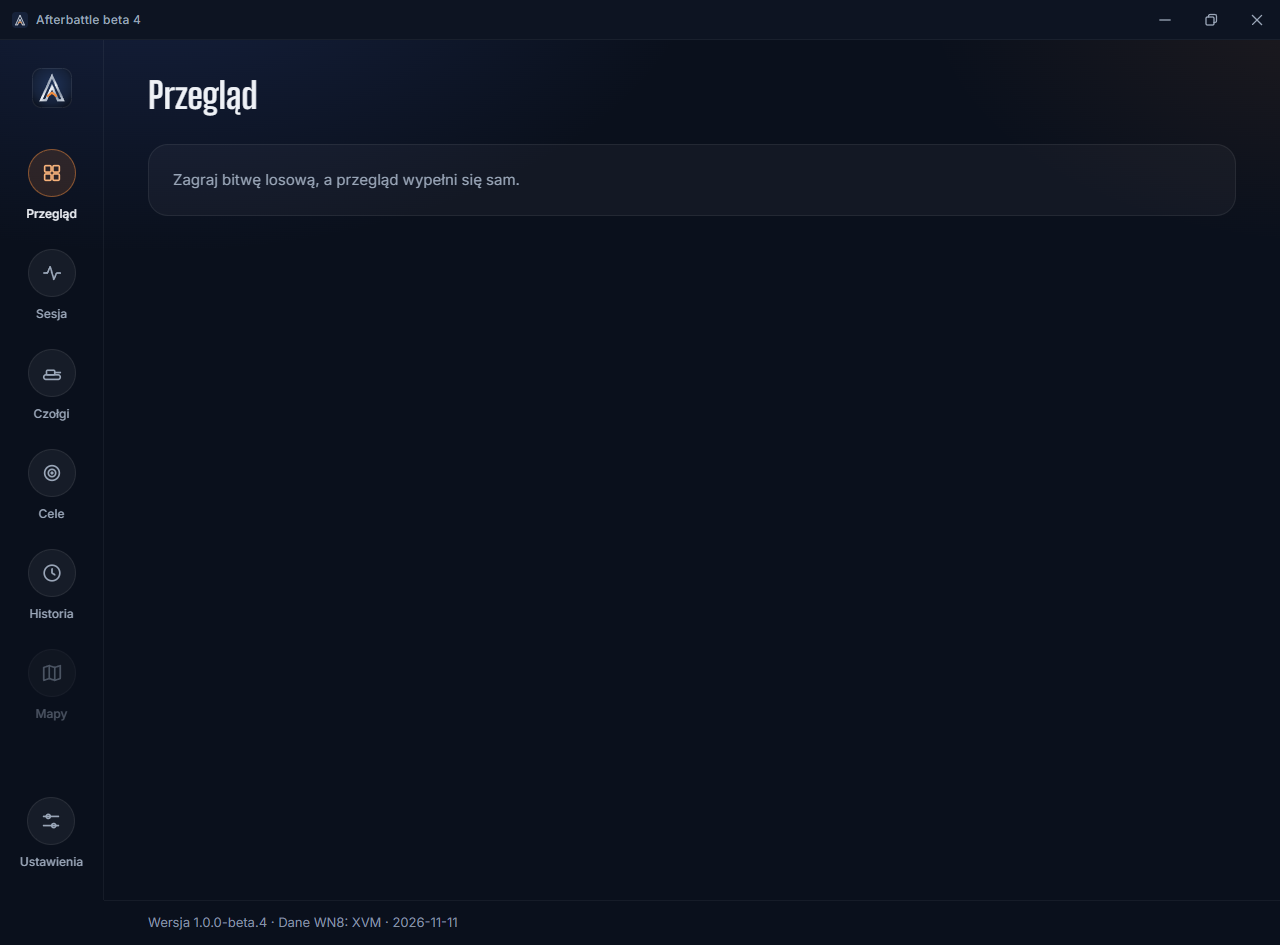 Afterbattle beta 4
Przegląd
Zagraj bitwę losową, a przegląd wypełni się sam.
Przegląd
Sesja
Czołgi
Cele
Historia
Mapy
Ustawienia
Wersja 1.0.0-beta.4 · Dane WN8: XVM · 2026-11-11